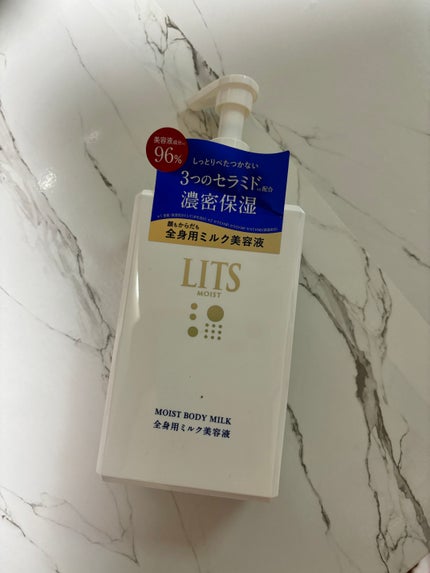 美容液成分※1
96%
しっとりべたつかない
3つのセラミド※2配合
濃密保湿
顔もからだも
全身用ミルク美容液
LITS
MOIST
MOIST BODY MILK
全身用ミルク美容液